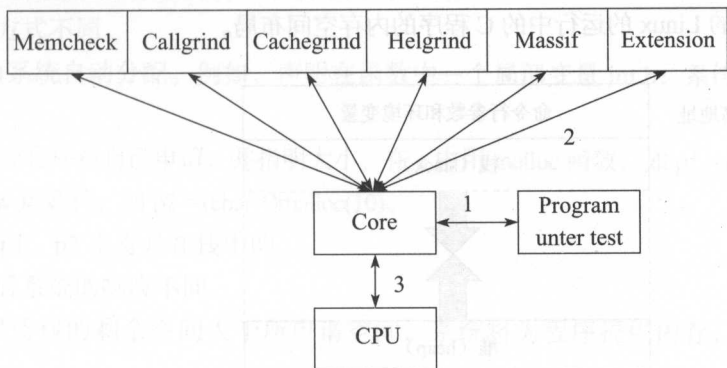 Memcheck
Callgrind
Cachegrind
Helgrind
Massif
Extension
2
Core
1
Program
unter test
3
CPU